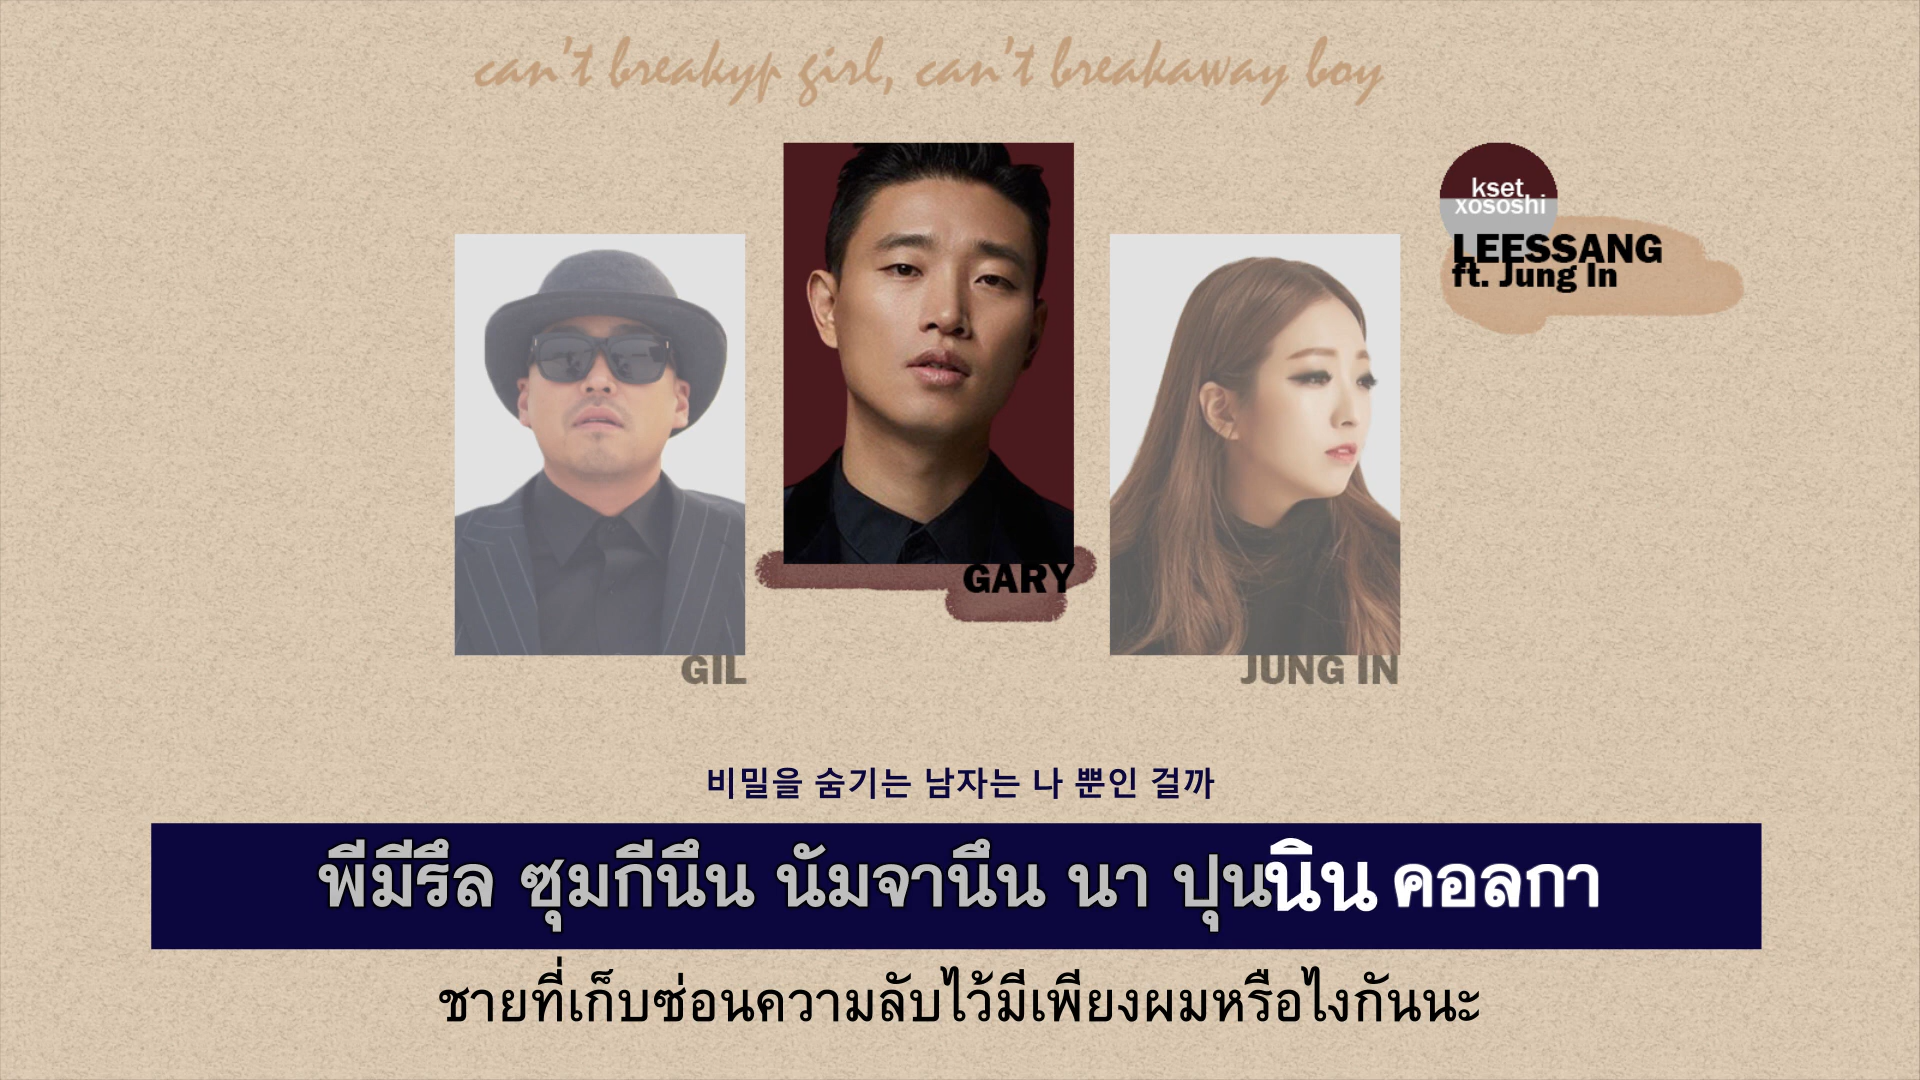 can't breakyp girl, can't breakaway boy
kset.
xososhi
LEESSANG
ft. Jung In
GARY
GIL
JUNG IN
비밀을 숨기는 남자는 나 뿐인 걸까
พีมีรึล ซุมกีนึน นัมจานึน นา ปุนนิน คอลกา
ชายที่เก็บซ่อนความลับไว้มีเพียงผมหรือไงกันนะ